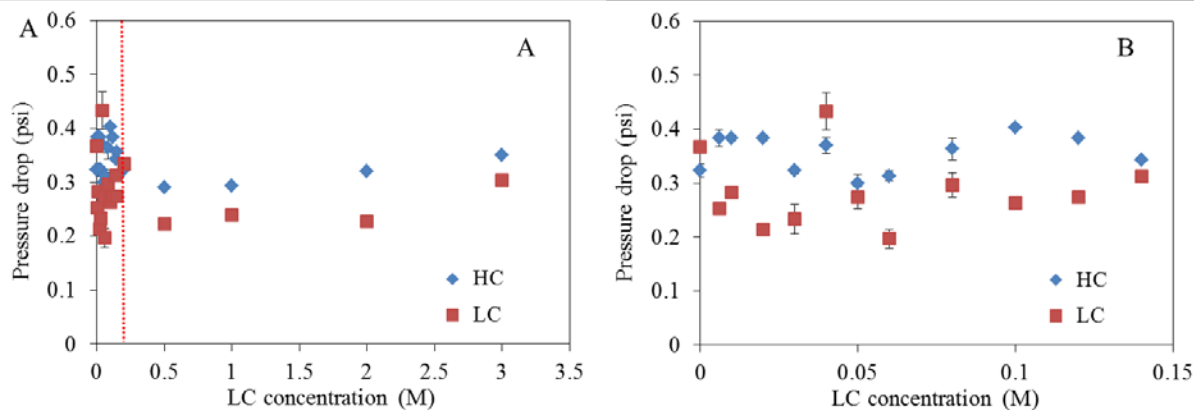 A
A
0.6
0.5
0.4
0.3
0.2
0.1
0
Pressure drop (psi)
HC
LC
0 0.5 1 1.5 2 2.5 3 3.5
LC concentration (M)
B
0.6
0.5
0.4
0.3
0.2
0.1
0
Pressure drop (psi)
HC
LC
0 0.05 0.1 0.15
LC concentration (M)